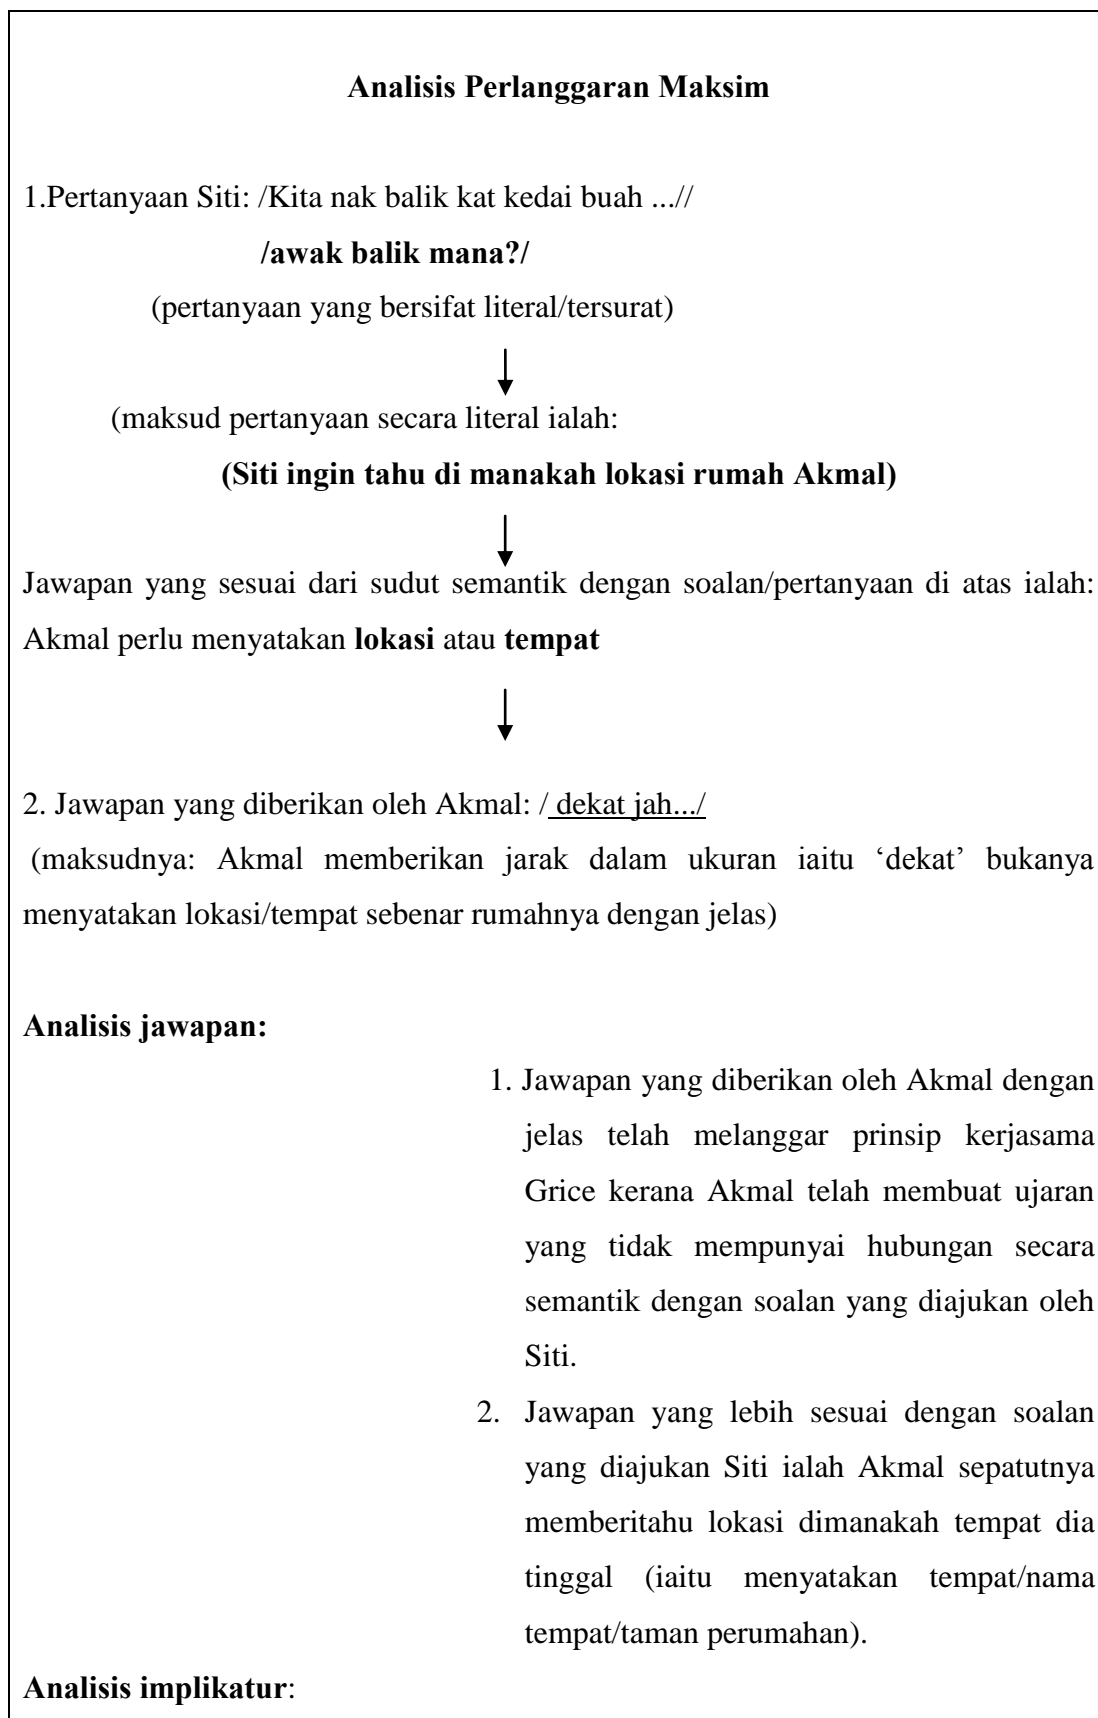 Analisis Perlanggaran Maksim
1.Pertanyaan Siti: /Kita nak balik kat kedai buah ...//
/awak balik mana?/
(pertanyaan yang bersifat literal/tersurat)
(maksud pertanyaan secara literal ialah:
(Siti ingin tahu di manakah lokasi rumah Akmal)
Jawapan yang sesuai dari sudut semantik dengan soalan/pertanyaan di atas ialah:
Akmal perlu menyatakan lokasi atau tempat
2. Jawapan yang diberikan oleh Akmal: / dekat jah.../
(maksudnya: Akmal memberikan jarak dalam ukuran iaitu ‘dekat’ bukanya
menyatakan lokasi/tempat sebenar rumahnya dengan jelas)
Analisis jawapan:
1. Jawapan yang diberikan oleh Akmal dengan
jelas telah melanggar prinsip kerjasama
Grice kerana Akmal telah membuat ujaran
yang tidak mempunyai hubungan secara
semantik dengan soalan yang diajukan oleh
Siti.
2. Jawapan yang lebih sesuai dengan soalan
yang diajukan Siti ialah Akmal sepatutnya
memberitahu lokasi dimanakah tempat dia
tinggal (iaitu menyatakan tempat/nama
tempat/taman perumahan).
Analisis implikatur: